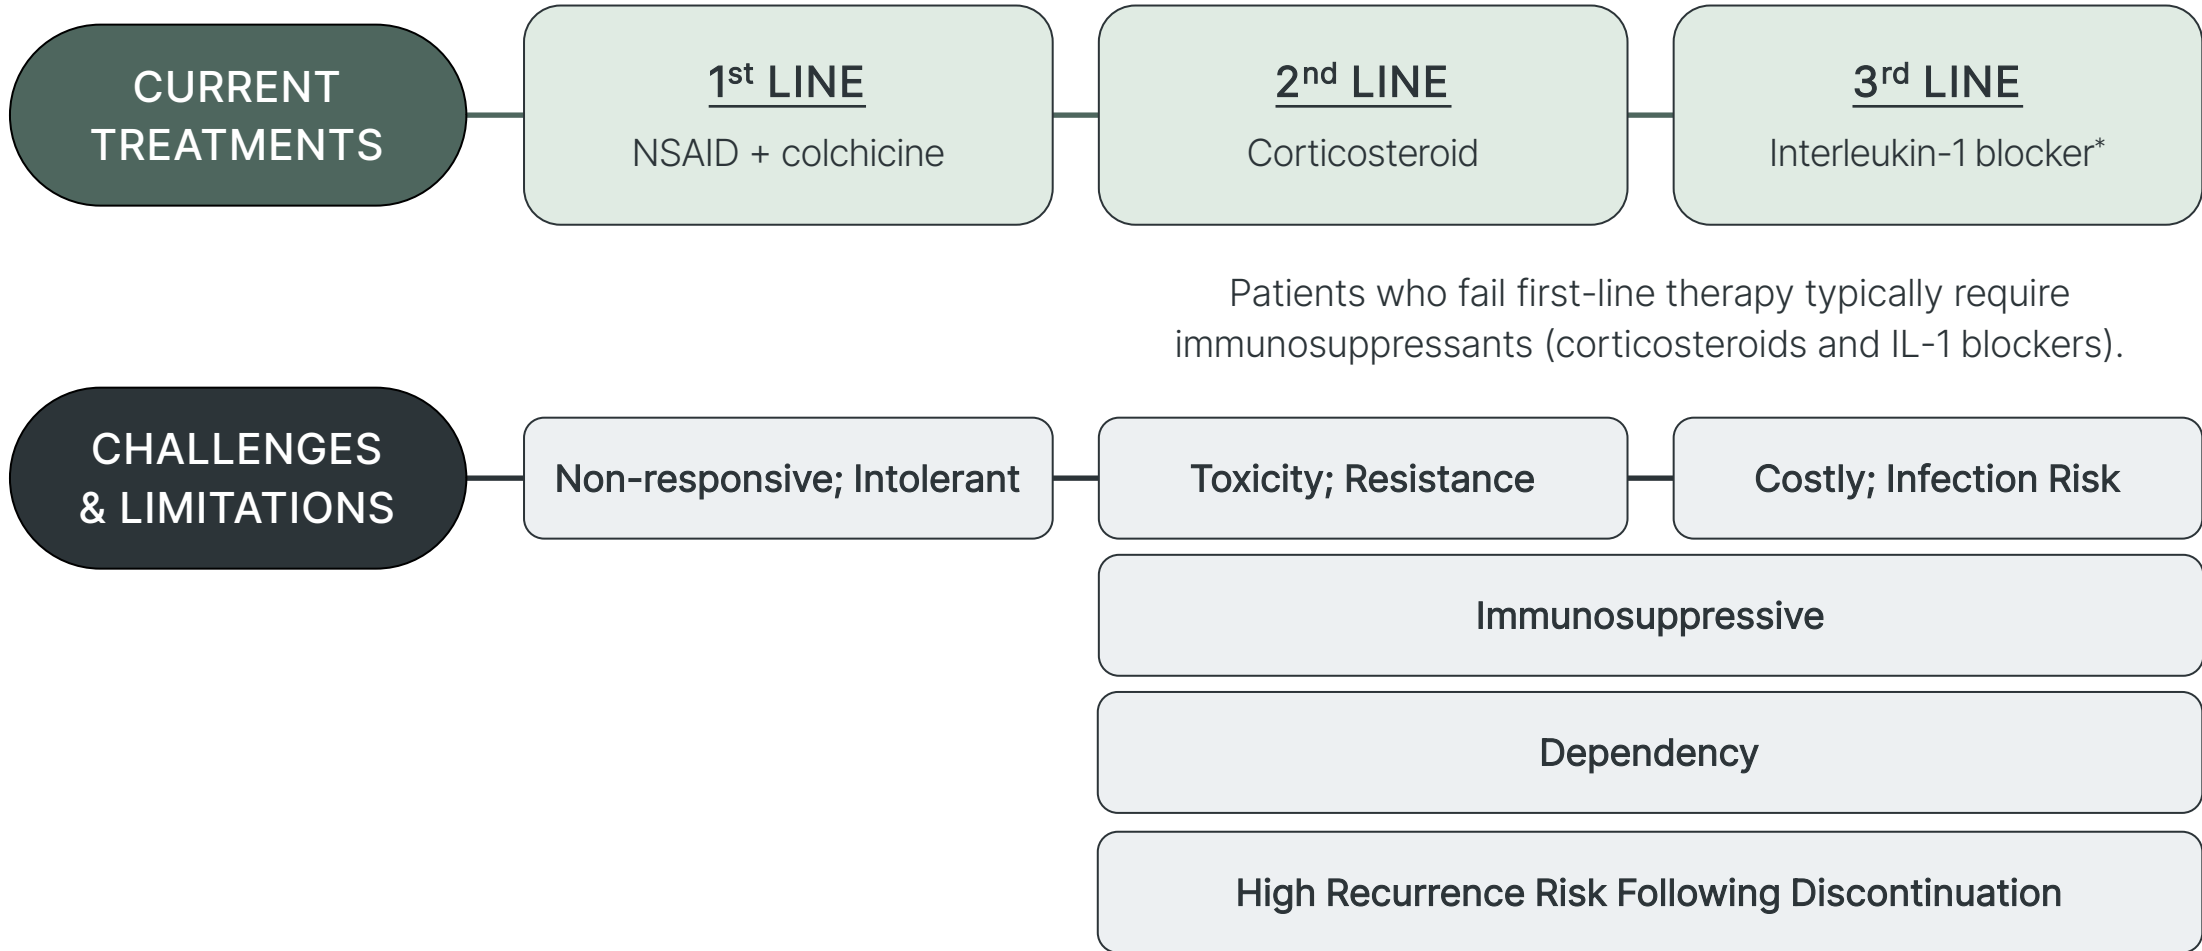 CURRENT
TREATMENTS
1st LINE
NSAID + colchicine
2nd LINE
Corticosteroid
3rd LINE
Interleukin-1 blocker*
Patients who fail first-line therapy typically require
immunosuppressants (corticosteroids and IL-1 blockers).
CHALLENGES
& LIMITATIONS
Non-responsive; Intolerant
Toxicity; Resistance
Costly; Infection Risk
Immunosuppressive
Dependency
High Recurrence Risk Following Discontinuation